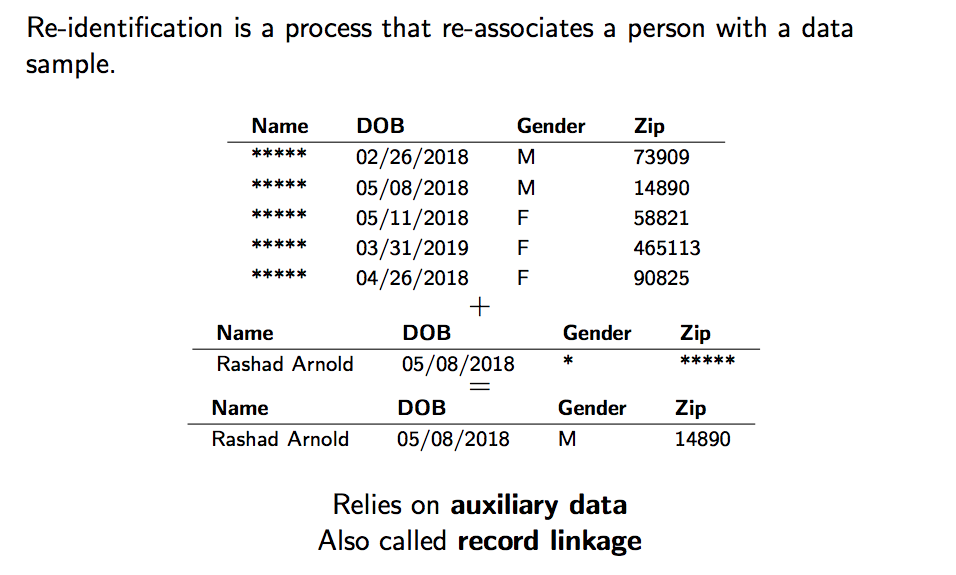 Re-identification is a process that re-associates a person with a data
sample.
Name DOB Gender Zip
***** 02/26/2018 M 73909
***** 05/08/2018 M 14890
***** 05/11/2018 F 58821
***** 03/31/2019 F 465113
***** 04/26/2018 F 90825
+
Name DOB Gender Zip
Rashad Arnold 05/08/2018 * *****
=
Name DOB Gender Zip
Rashad Arnold 05/08/2018 M 14890
Relies on auxiliary data
Also called record linkage